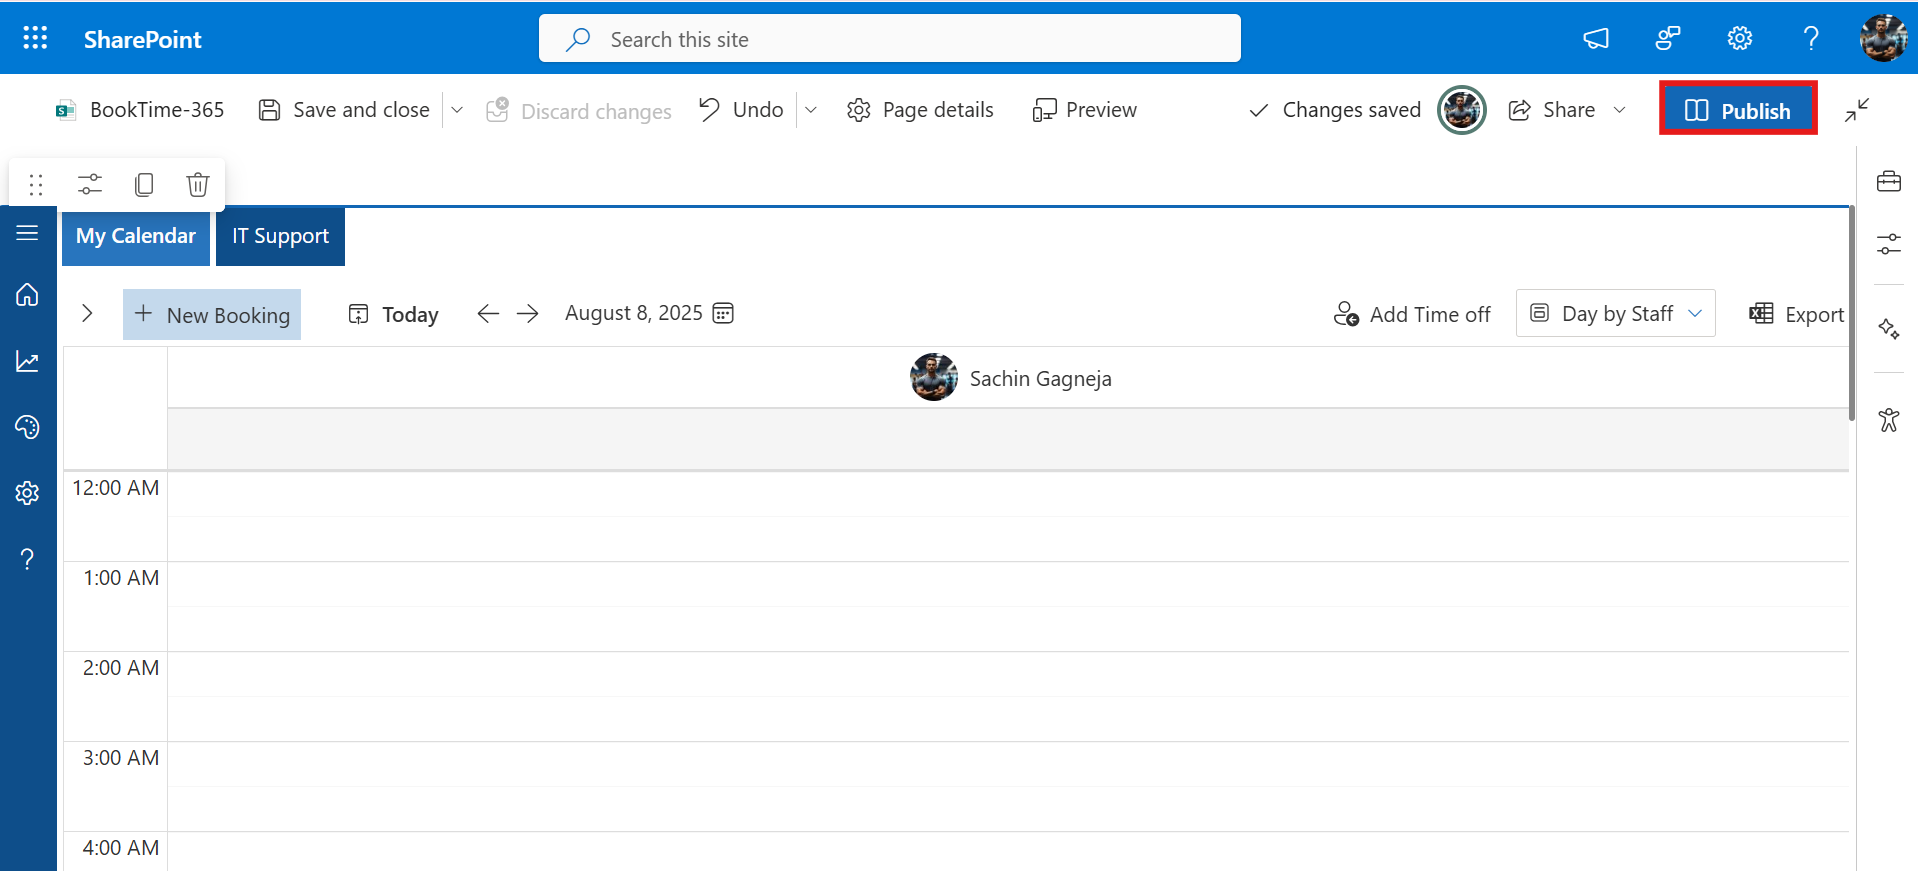 SharePoint
Search this site
BookTime-365
Save and close
Discard changes
Undo
Page details
Preview
Changes saved
Share
Publish
My Calendar
IT Support
New Booking
Today
August 8, 2025
Add Time off
Day by Staff
Export
Sachin Gagneja
12:00 AM
1:00 AM
2:00 AM
3:00 AM
4:00 AM